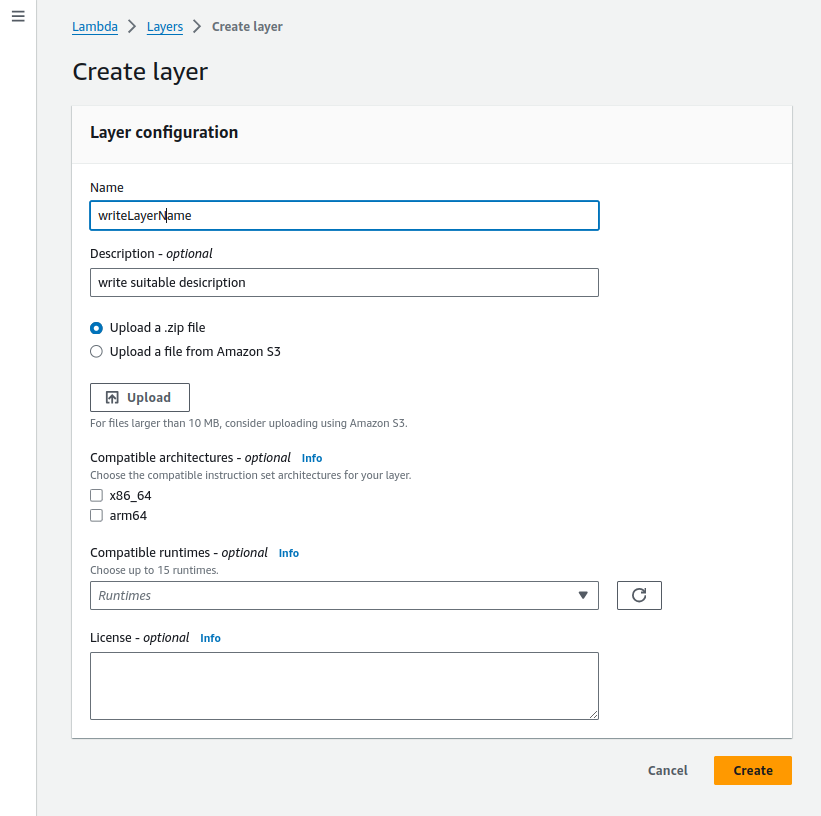 Lambda > Layers > Create layer
Create layer
Layer configuration
Name
writeLayerName
Description - optional
write suitable desicription
Upload a .zip file
Upload a file from Amazon S3
Upload
For files larger than 10 MB, consider uploading using Amazon S3.
Compatible architectures - optional Info
Choose the compatible instruction set architectures for your layer.
x86_64
arm64
Compatible runtimes - optional Info
Choose up to 15 runtimes.
Runtimes
License - optional Info
Cancel Create